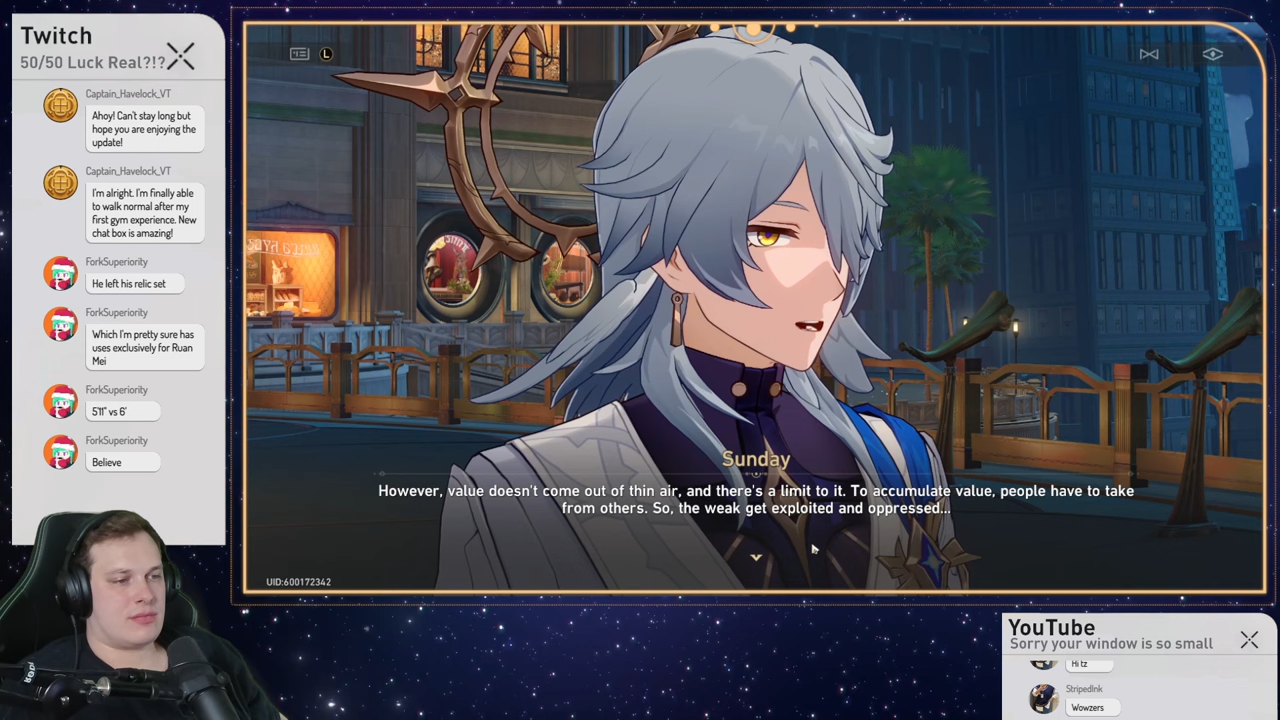 Twitch
50/50 Luck Real?!?
Captain_Havelock_VT
Ahoy! Can't stay long but
hope you are enjoying the
update!
Captain_Havelock_VT
I'm alright. I'm finally able
to walk normal after my
first gym experience. New
chat box is amazing!
ForkSuperiority
He left his relic set
ForkSuperiority
Which I'm pretty sure has
uses exclusively for Ruan
Mei
ForkSuperiority
5'11" vs 6'
ForkSuperiority
Believe
L
Sunday
However, value doesn't come out of thin air, and there's a limit to it. To accumulate value, people have to take
from others. So, the weak get exploited and oppressed...
UID:600172342
YouTube
Sorry your window is so small
Hi tz
StripedInk
Wowzers